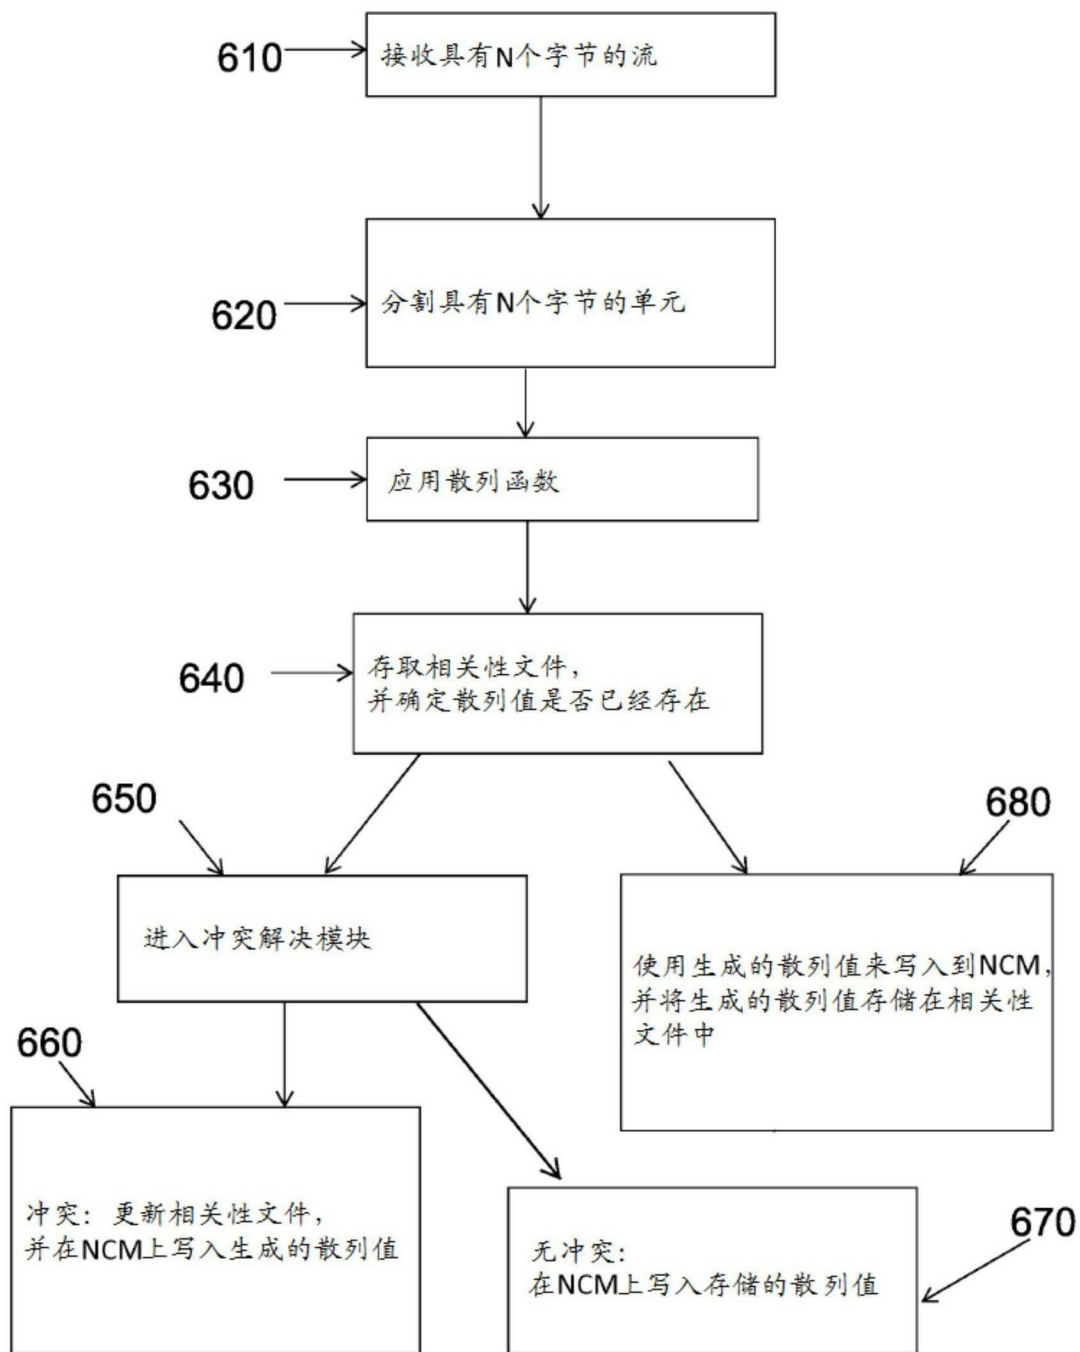 610
接收具有N个字节的流
620
分割具有N个字节的单元
630
应用散列函数
640
存取相关性文件，
并确定散列值是否已经存在
650
680
进入冲突解决模块
使用生成的散列值来写入到NCM，
并将生成的散列值存储在相关性
文件中
660
冲突：更新相关性文件，
并在NCM上写入生成的散列值
670
无冲突：
在NCM上写入存储的散列值